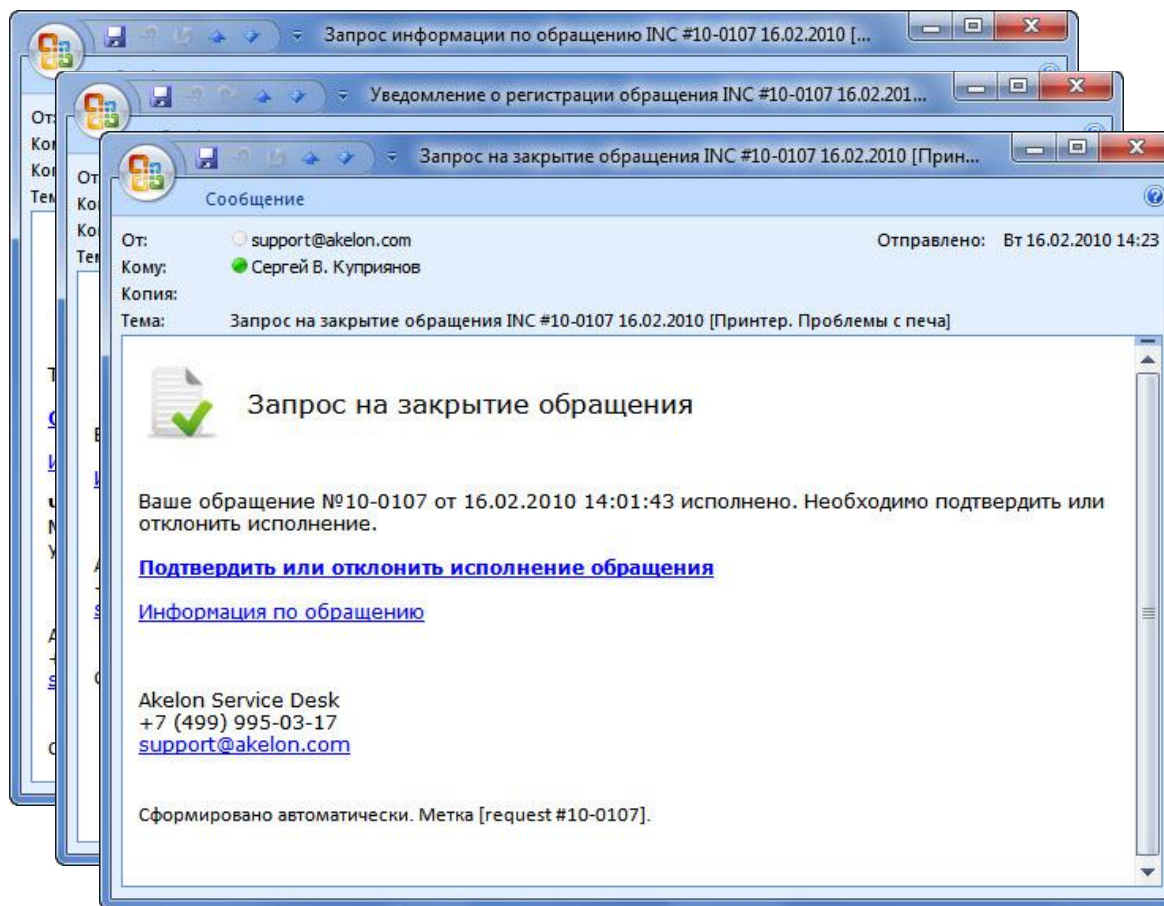 Запрос информации по обращению INC #10-0107 16.02.2010 [...
Уведомление о регистрации обращения INC #10-0107 16.02.201...
Запрос на закрытие обращения INC #10-0107 16.02.2010 [Прин...
Сообщение
От: support@akelon.com Отправлено: Вт 16.02.2010 14:23
Кому: Сергей В. Куприянов
Копия:
Тема: Запрос на закрытие обращения INC #10-0107 16.02.2010 [Принтер. Проблемы с печа]
Запрос на закрытие обращения
Ваше обращение №10-0107 от 16.02.2010 14:01:43 исполнено. Необходимо подтвердить или
отклонить исполнение.
Подтвердить или отклонить исполнение обращения
Информация по обращению
Akelon Service Desk
+7 (499) 995-03-17
support@akelon.com
Сформировано автоматически. Метка [request #10-0107].